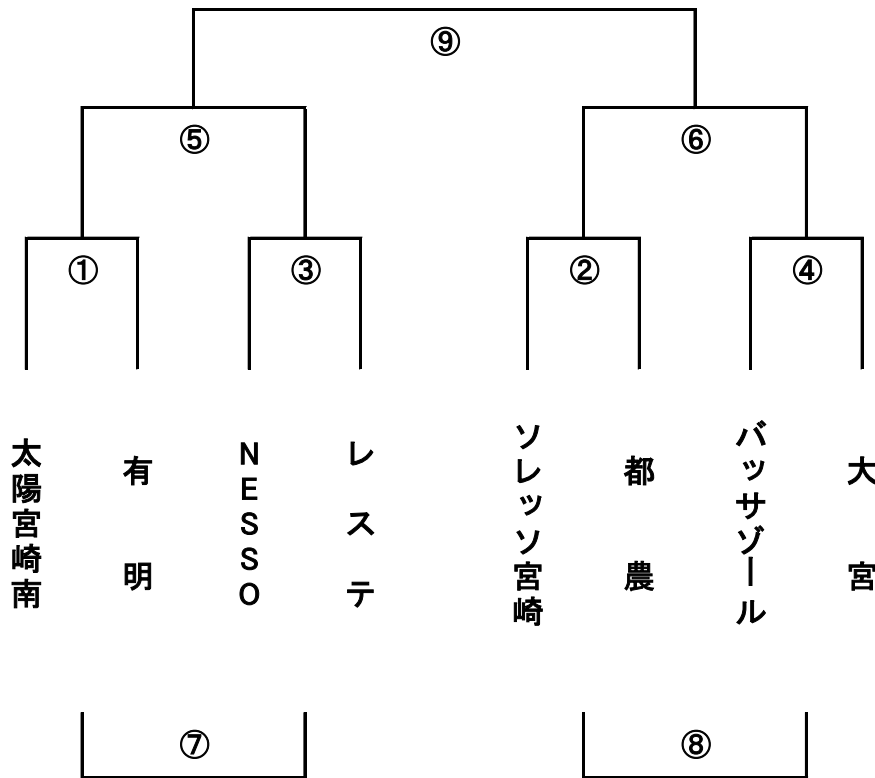 ⑨
⑤
⑥
①
③
②
④
太陽宮崎南
有明
NESSO
レステ
ソレッソ宮崎
都農
バッサゾール
大宮
⑦
⑧